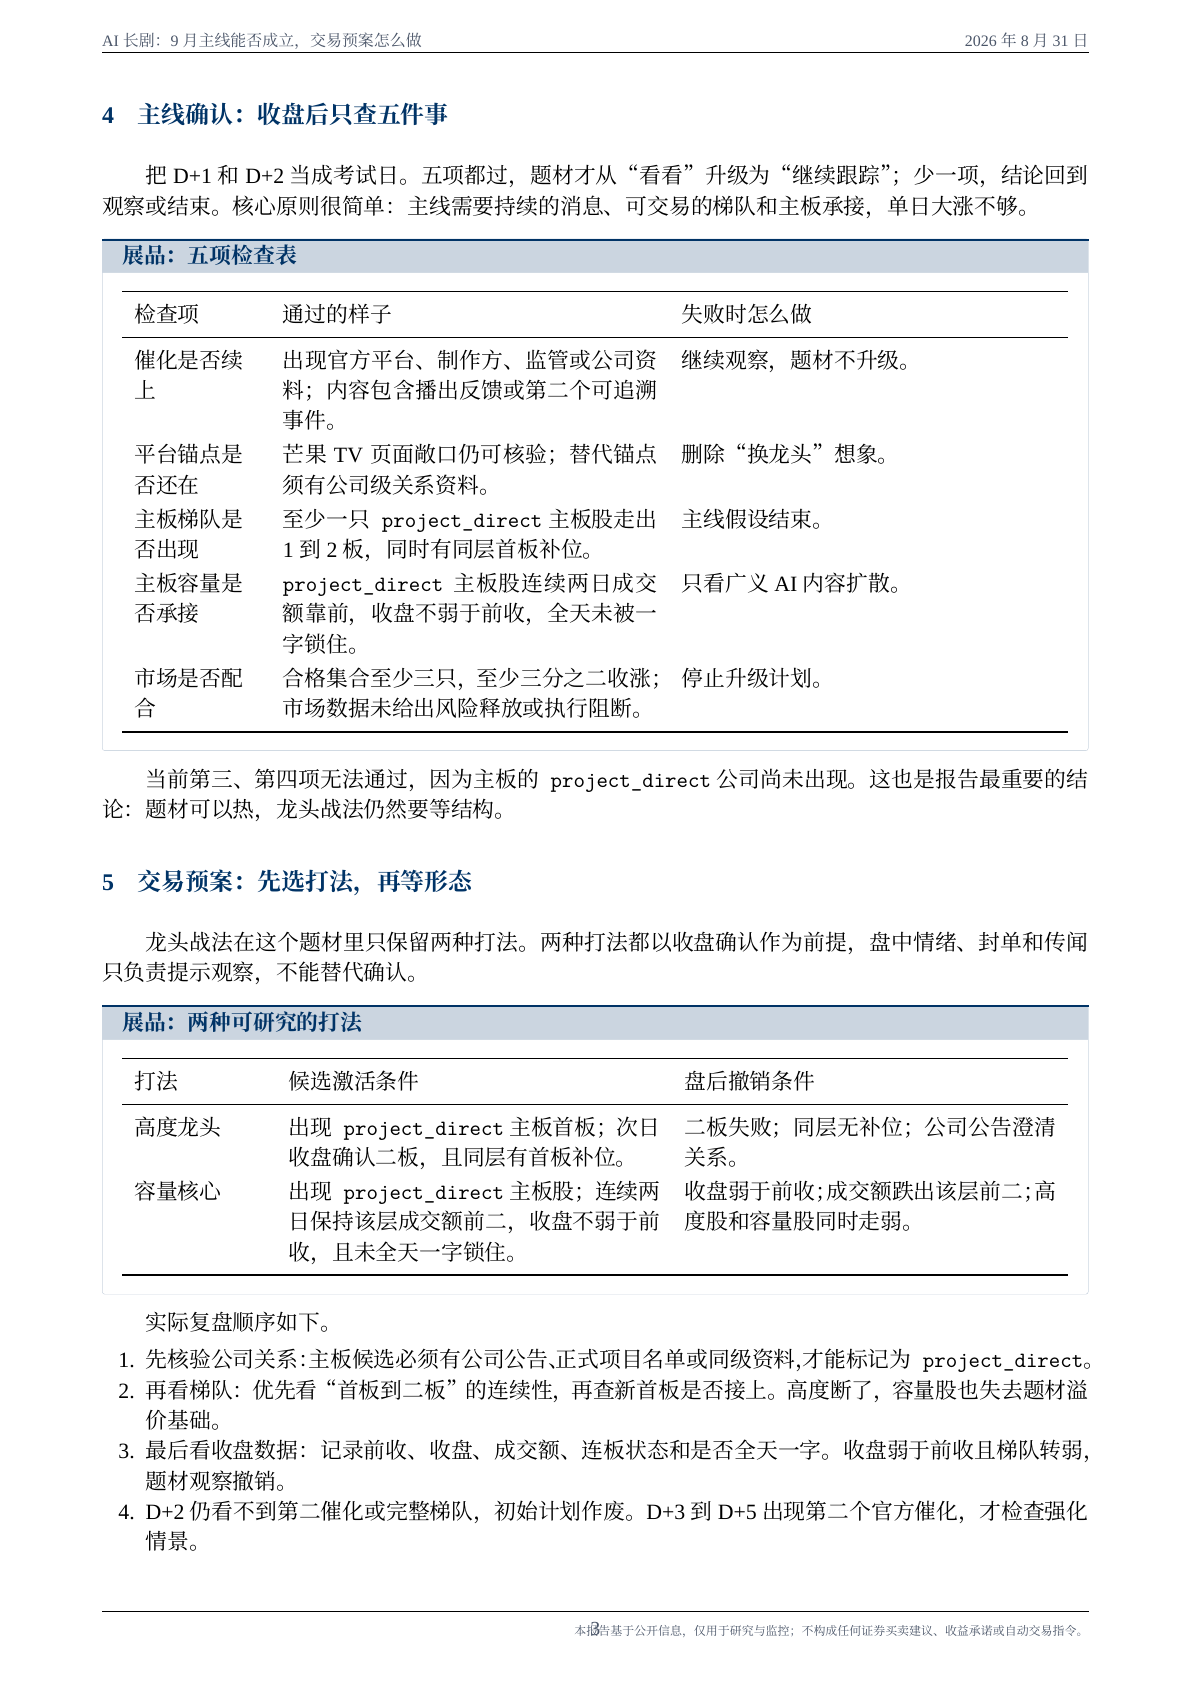 AI 长剧：9 月主线能否成立，交易预案怎么做
2026 年 8 月 31 日
4 主线确认：收盘后只查五件事
把 D+1 和 D+2 当成考试日。五项都过，题材才从“看看”升级为“继续跟踪”；少一项，结论回到
观察或结束。核心原则很简单：主线需要持续的消息、可交易的梯队和主板承接，单日大涨不够。
展品：五项检查表
检查项 通过的样子 失败时怎么做
催化是否续 出现官方平台、制作方、监管或公司资 继续观察，题材不升级。
上 料；内容包含播出反馈或第二个可追溯
事件。
平台锚点是 芒果 TV 页面敞口仍可核验；替代锚点 删除“换龙头”想象。
否还在 须有公司级关系资料。
主板梯队是 至少一只 project_direct 主板股走出 主线假设结束。
否出现 1 到 2 板，同时有同层首板补位。
主板容量是 project_direct 主板股连续两日成交 只看广义 AI 内容扩散。
否承接 额靠前，收盘不弱于前收，全天未被一
字锁住。
市场是否配 合格集合至少三只，至少三分之二收涨； 停止升级计划。
合 市场数据未给出风险释放或执行阻断。
当前第三、第四项无法通过，因为主板的 project_direct 公司尚未出现。这也是报告最重要的结
论：题材可以热，龙头战法仍然要等结构。
5 交易预案：先选打法，再等形态
龙头战法在这个题材里只保留两种打法。两种打法都以收盘确认作为前提，盘中情绪、封单和传闻
只负责提示观察，不能替代确认。
展品：两种可研究的打法
打法 候选激活条件 盘后撤销条件
高度龙头 出现 project_direct 主板首板；次日 二板失败；同层无补位；公司公告澄清
收盘确认二板，且同层有首板补位。 关系。
容量核心 出现 project_direct 主板股；连续两 收盘弱于前收；成交额跌出该层前二；高
日保持该层成交额前二，收盘不弱于前 度股和容量股同时走弱。
收，且未全天一字锁住。
实际复盘顺序如下。
1. 先核验公司关系：主板候选必须有公司公告、正式项目名单或同级资料，才能标记为 project_direct。
2. 再看梯队：优先看“首板到二板”的连续性，再查新首板是否接上。高度断了，容量股也失去题材溢
价基础。
3. 最后看收盘数据：记录前收、收盘、成交额、连板状态和是否全天一字。收盘弱于前收且梯队转弱，
题材观察撤销。
4. D+2 仍看不到第二催化或完整梯队，初始计划作废。D+3 到 D+5 出现第二个官方催化，才检查强化
情景。
3
本报告基于公开信息，仅用于研究与监控；不构成任何证券买卖建议、收益承诺或自动交易指令。